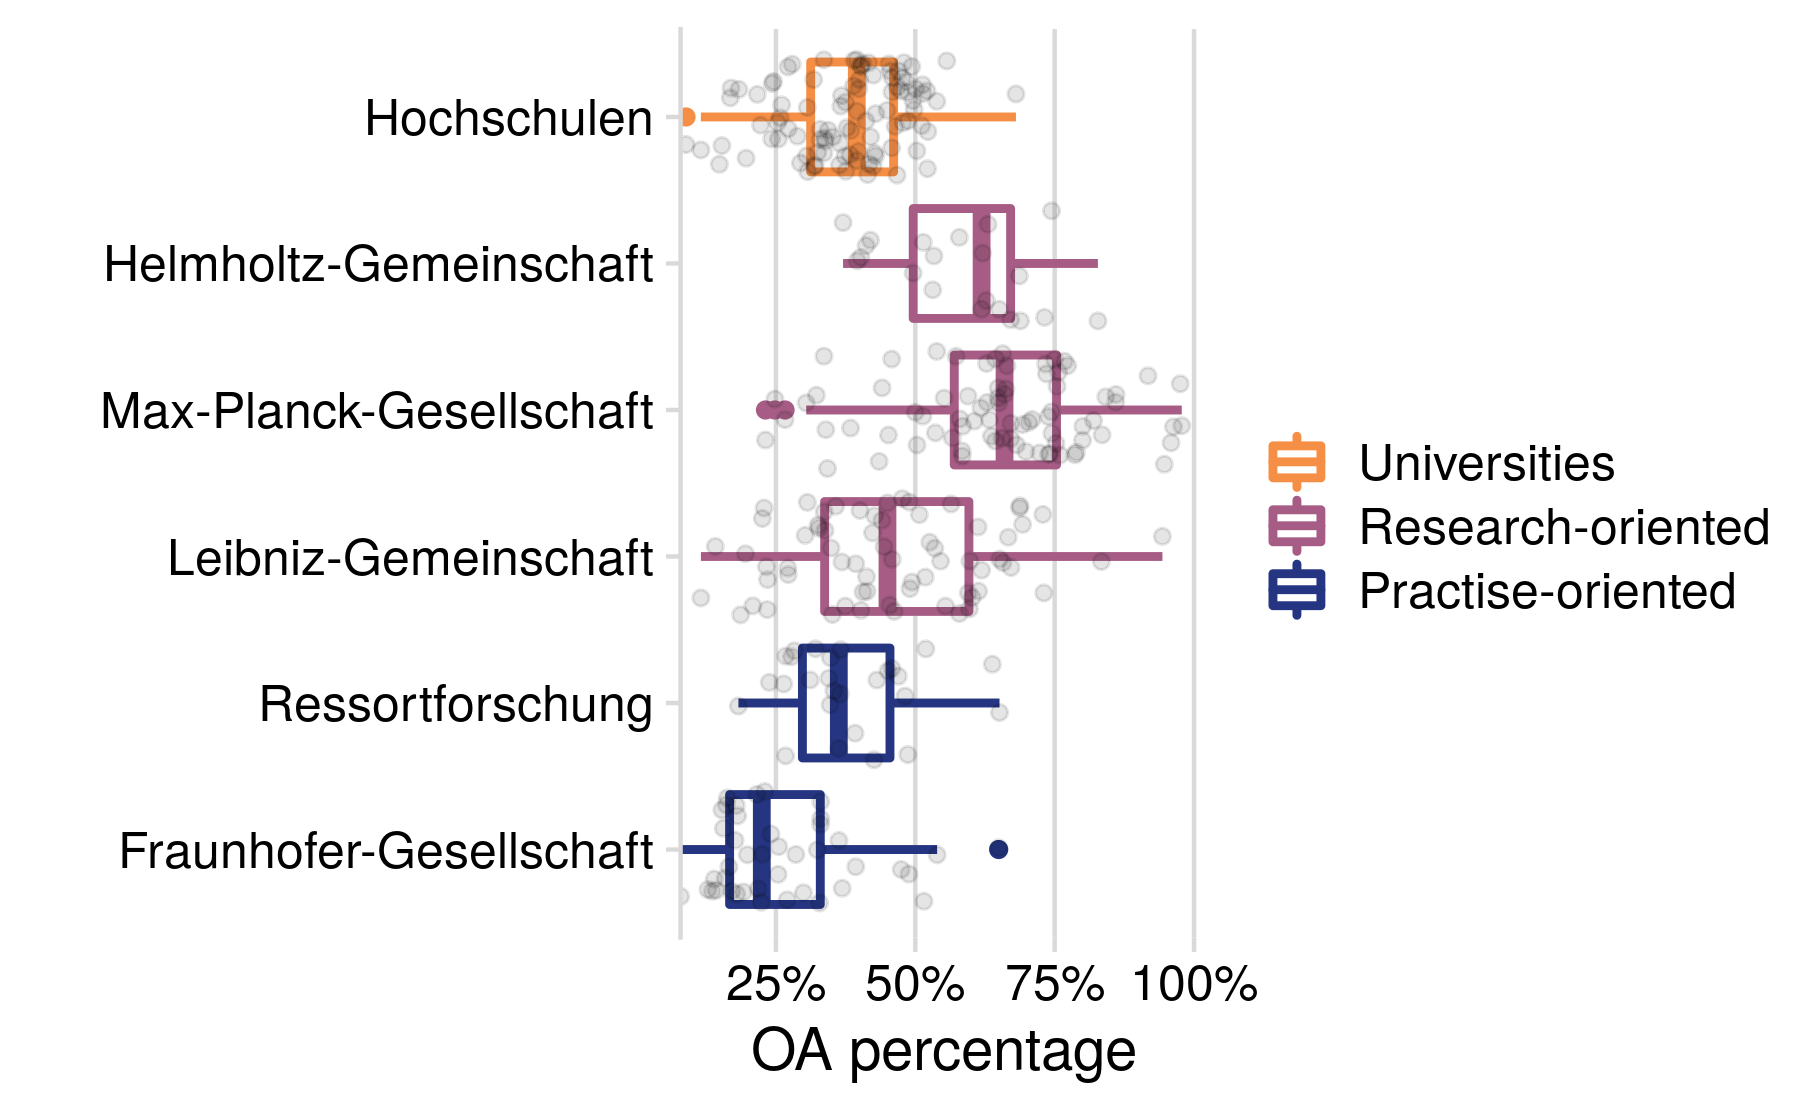 Hochschulen
Helmholtz-Gemeinschaft
Max-Planck-Gesellschaft
Leibniz-Gemeinschaft
Ressortforschung
Fraunhofer-Gesellschaft
25% 50% 75% 100%
OA percentage
Universities
Research-oriented
Practise-oriented